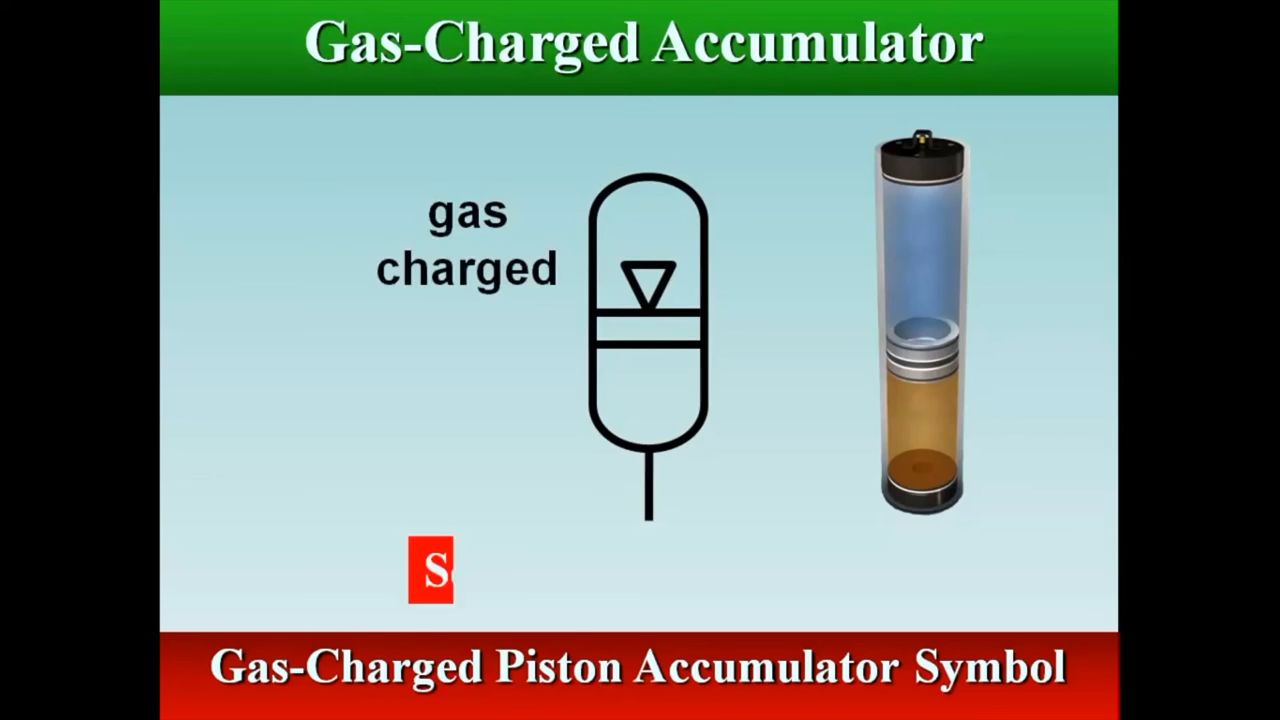 Gas-Charged Accumulator
gas
charged
Gas-Charged Piston Accumulator Symbol